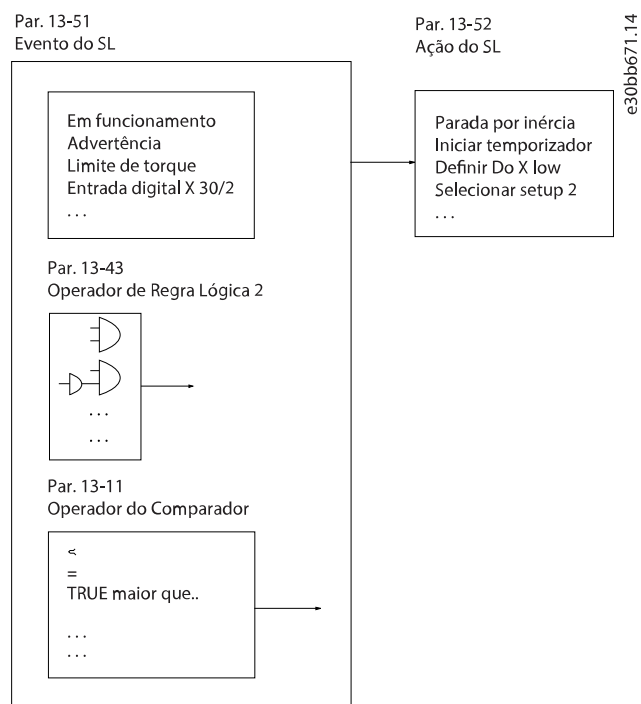 Par. 13-51
Evento do SL
Par. 13-52
Ação do SL
e30bb671.14
Em funcionamento
Advertência
Limite de torque
Entrada digital X 30/2
. . .
Parada por inércia
Iniciar temporizador
Definir Do X low
Selecionar setup 2
. . .
Par. 13-43
Operador de Regra Lógica 2
. . .
. . .
Par. 13-11
Operador do Comparador
<
=
TRUE maior que..
. . .
. . .